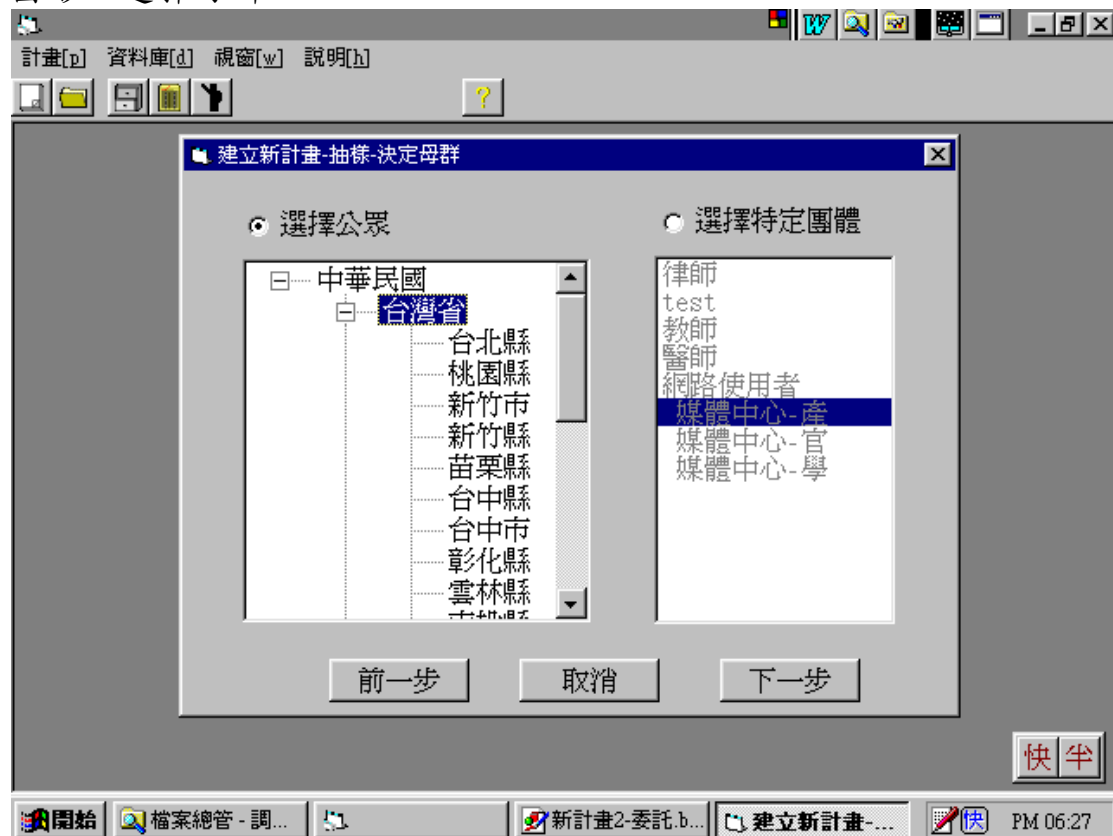 計畫[p] 資料庫[d] 視窗[w] 說明[h]
?
建立新計畫-抽樣-決定母群
選擇公眾
選擇特定團體
中華民國
台灣省
台北縣
桃園縣
新竹市
新竹縣
苗栗縣
台中縣
台中市
彰化縣
雲林縣
律師
test
教師
醫師
網路使用者
媒體中心-產
媒體中心-官
媒體中心-學
前一步 取消 下一步
快 半
開始 檔案總管 - 調... 新計畫2-委託.b... 建立新計畫-... 快 PM 06:27